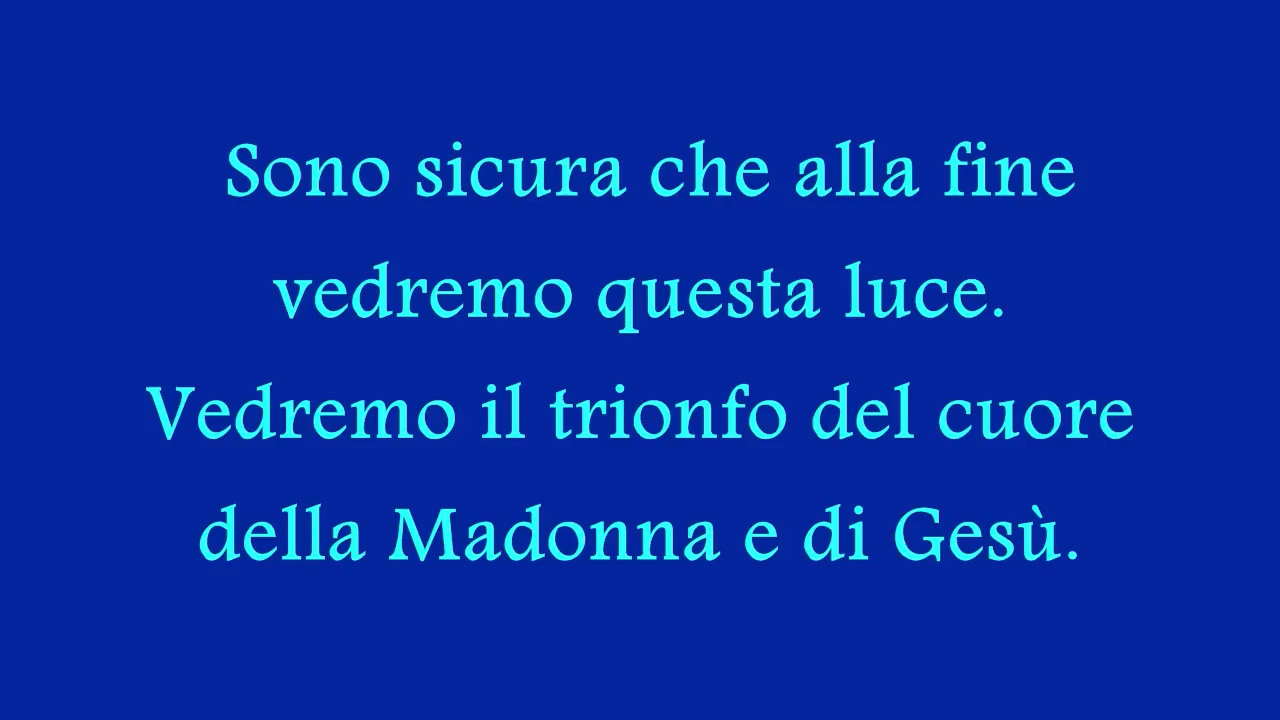 Sono sicura che alla fine
vedremo questa luce.
Vedremo il trionfo del cuore
della Madonna e di Gesù.